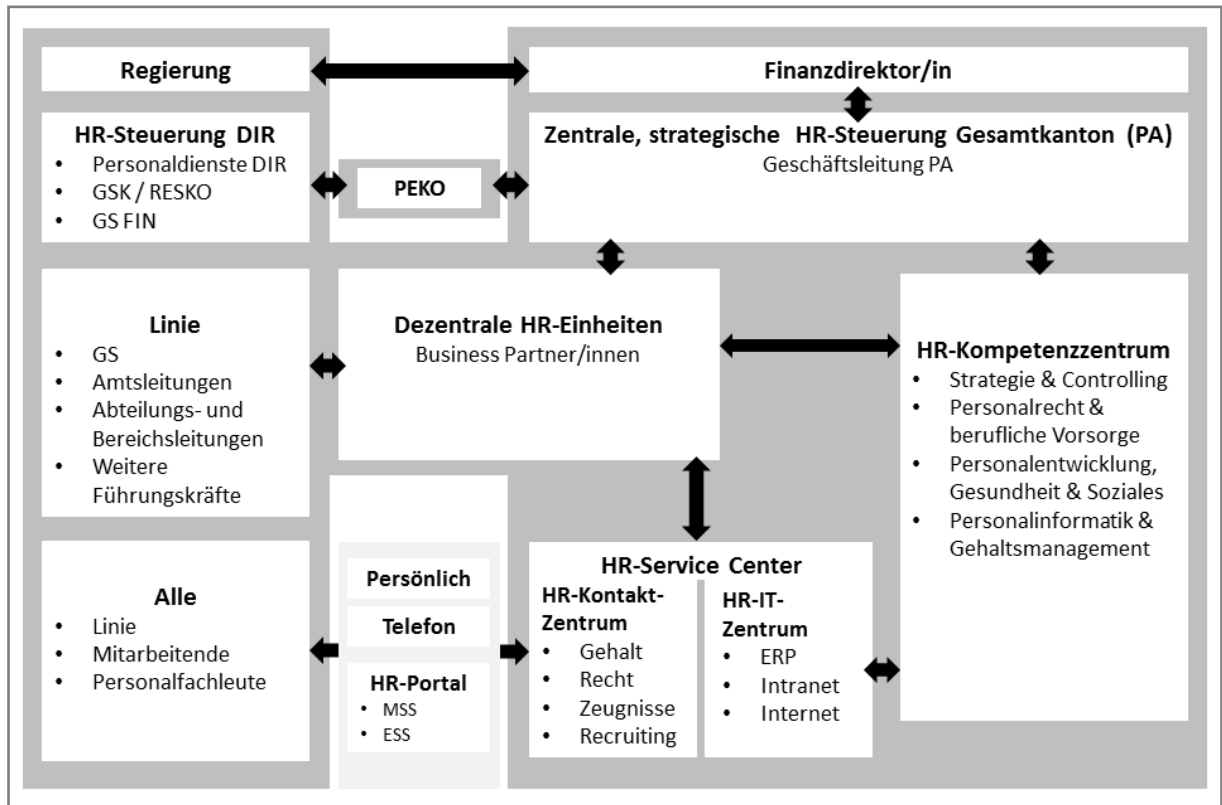 Regierung
Finanzdirektor/in
HR-Steuerung DIR
• Personaldienste DIR
• GSK / RESKO
• GS FIN
PEKO
Zentrale, strategische HR-Steuerung Gesamtkanton (PA)
Geschäftsleitung PA
Linie
• GS
• Amtsleitungen
• Abteilungs- und
Bereichsleitungen
• Weitere
Führungskräfte
Dezentrale HR-Einheiten
Business Partner/innen
HR-Kompetenzzentrum
• Strategie & Controlling
• Personalrecht &
berufliche Vorsorge
• Personalentwicklung,
Gesundheit & Soziales
• Personalinformatik &
Gehaltsmanagement
Alle
• Linie
• Mitarbeitende
• Personalfachleute
Persönlich
Telefon
HR-Portal
• MSS
• ESS
HR-Service Center
HR-Kontakt-
Zentrum
• Gehalt
• Recht
• Zeugnisse
• Recruiting
HR-IT-
Zentrum
• ERP
• Intranet
• Internet